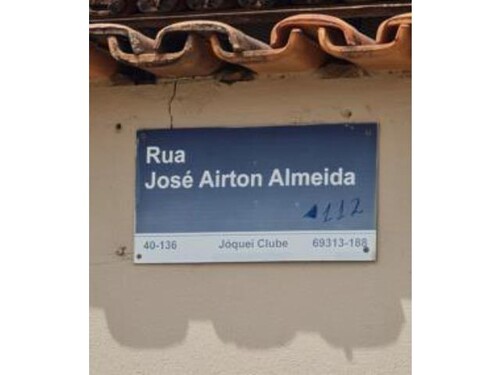 Rua
José Airton Almeida
112
40-136 Jóquei Clube 69313-188